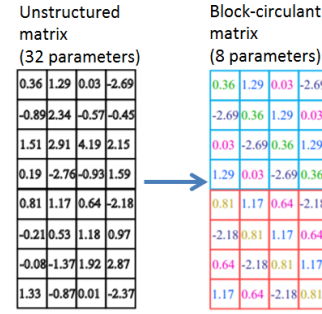 Unstructured
matrix
(32 parameters)
0.36 1.29 0.03 -2.69
-0.89 2.34 -0.57 -0.45
1.51 2.91 4.19 2.15
0.19 -2.76 -0.93 1.59
0.81 1.17 0.64 -2.18
-0.21 0.53 1.18 0.97
-0.08 -1.37 1.92 2.87
1.33 -0.87 0.01 -2.37
Block-circulant
matrix
(8 parameters)
0.36 1.29 0.03 -2.69
-2.69 0.36 1.29 0.03
0.03 -2.69 0.36 1.29
1.29 0.03 -2.69 0.36
0.81 1.17 0.64 -2.18
-2.18 0.81 1.17 0.64
0.64 -2.18 0.81 1.17
1.17 0.64 -2.18 0.81